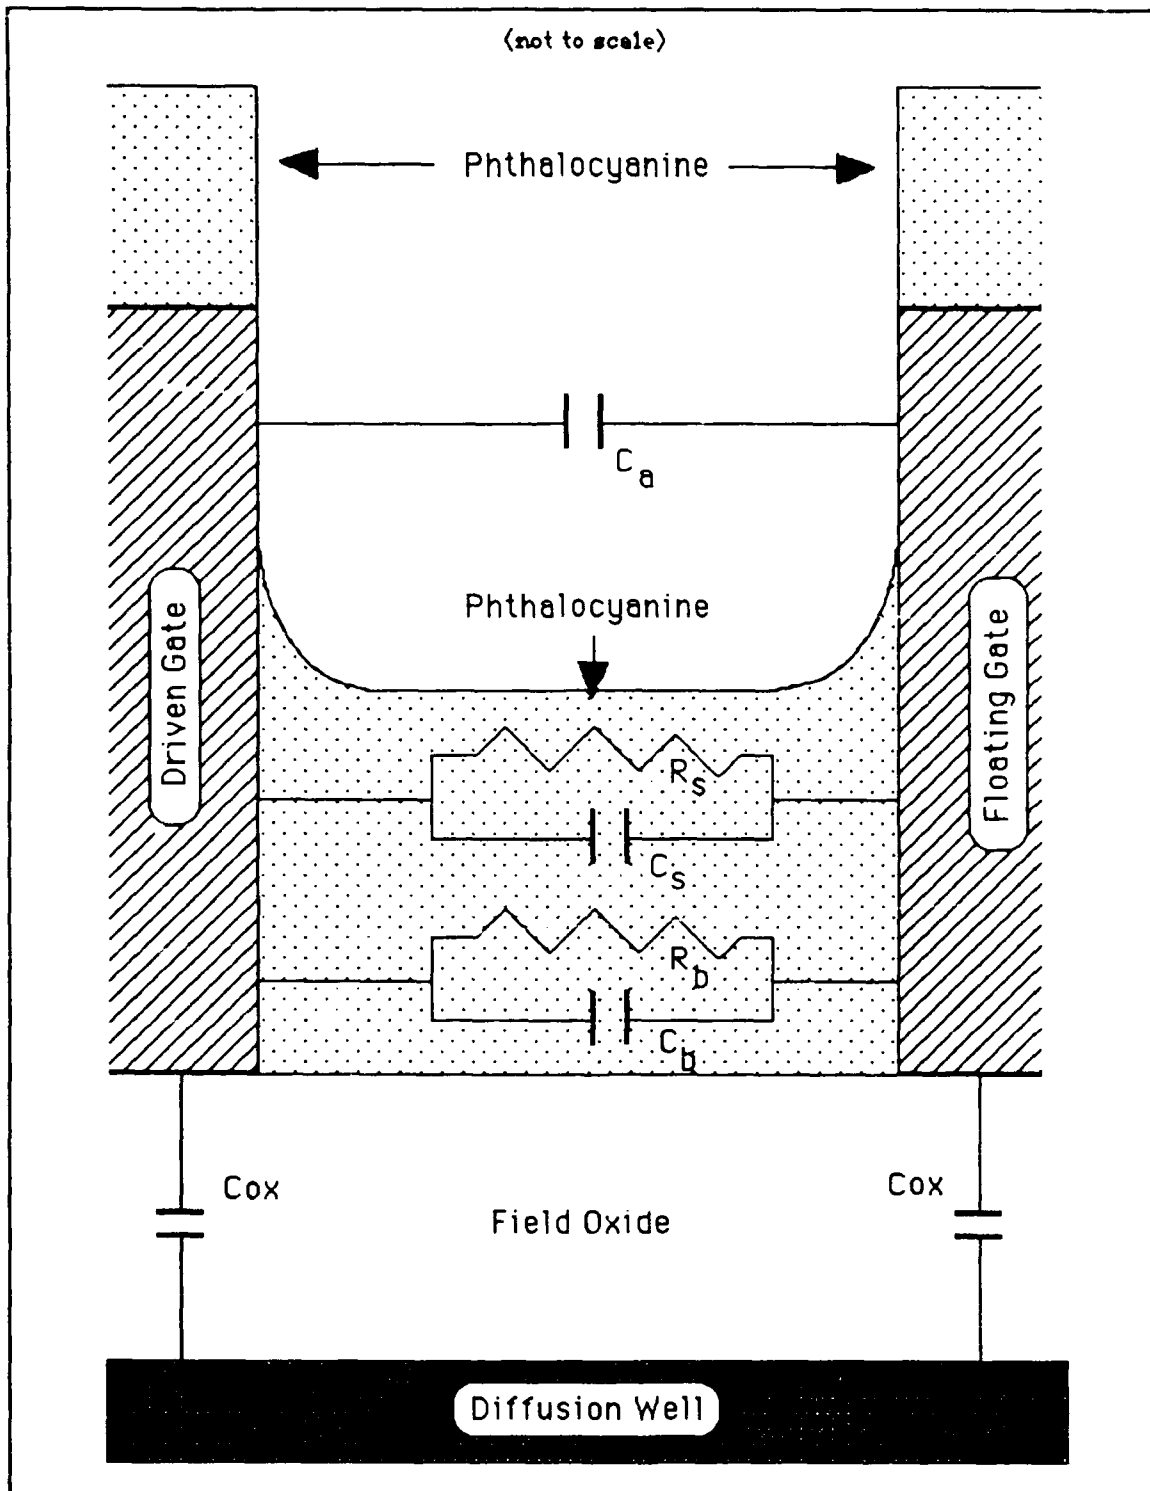 (not to scale)
Phthalocyanine
C_a
Phthalocyanine
Driven Gate
Floating Gate
R_s
C_s
R_b
C_b
Cox
Cox
Field Oxide
Diffusion Well